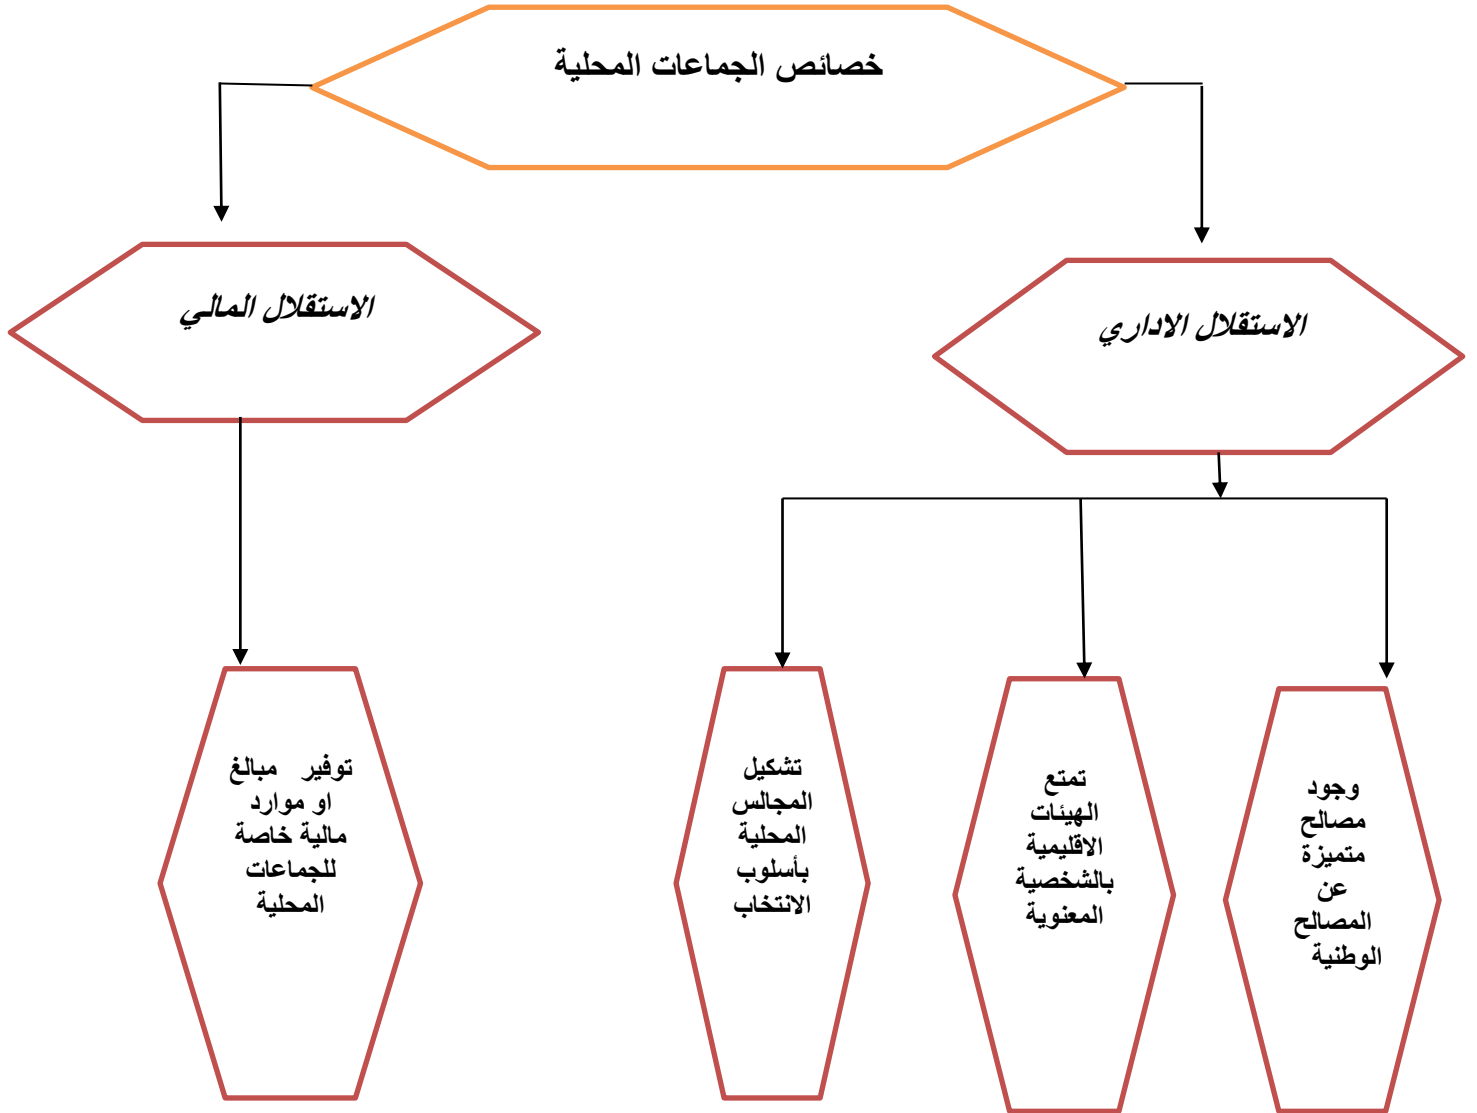 خصائص الجماعات المحلية
الاستقلال الاداري
الاستقلال المالي
وجود
مصالح
متميزة
عن
المصالح
الوطنية
تمتع
الهيئات
الاقليمية
بالشخصية
المعنوية
تشكيل
المجالس
المحلية
بأسلوب
الانتخاب
توفير مبالغ
او موارد
مالية خاصة
للجماعات
المحلية